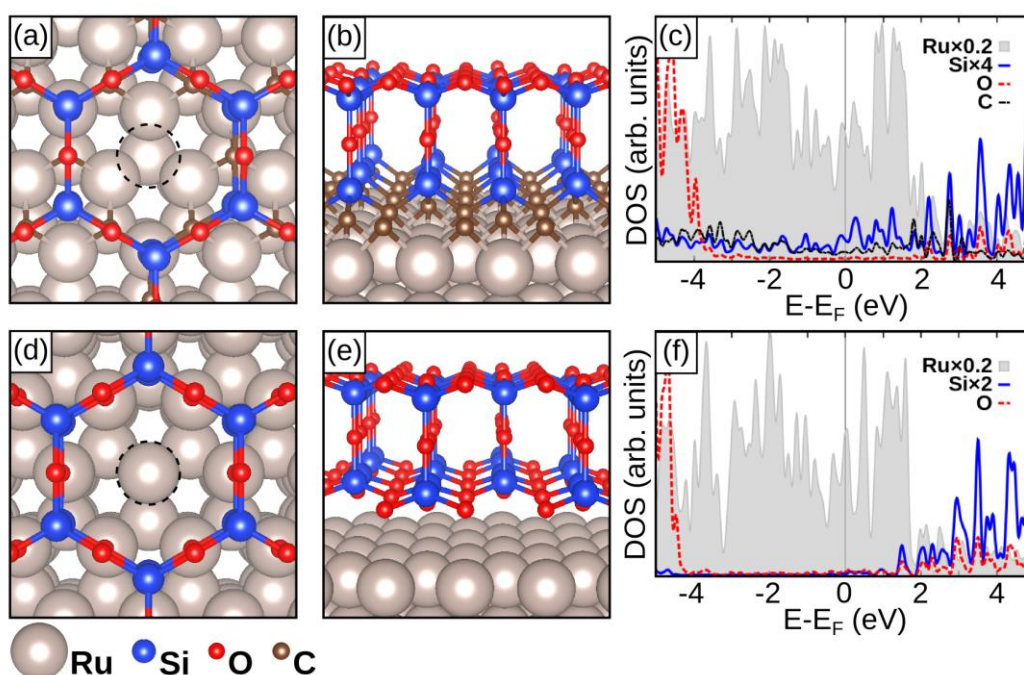 (a)
(b)
(c)
DOS (arb. units)
Ru×0.2
Si×4
O
C
-4 -2 0 2 4
E-E_F (eV)
(d)
(e)
(f)
DOS (arb. units)
Ru×0.2
Si×2
O
-4 -2 0 2 4
E-E_F (eV)
Ru Si O C